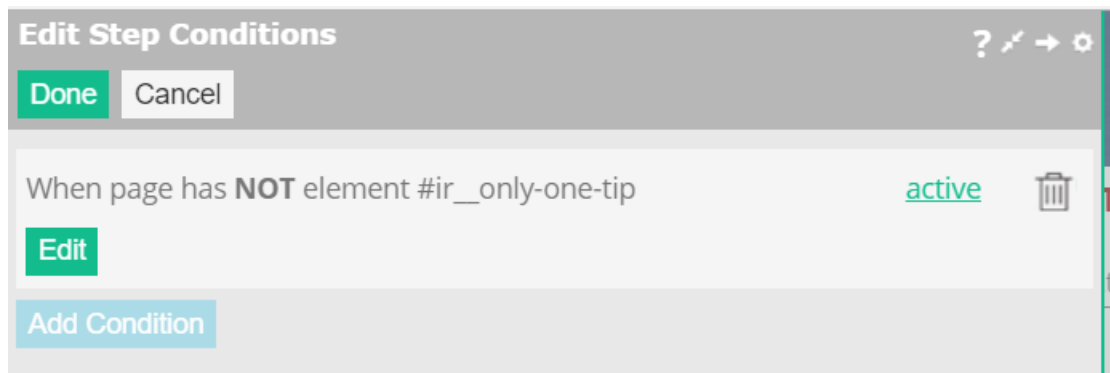 Edit Step Conditions
?
Done Cancel
When page has NOT element #ir__only-one-tip active
Edit
Add Condition